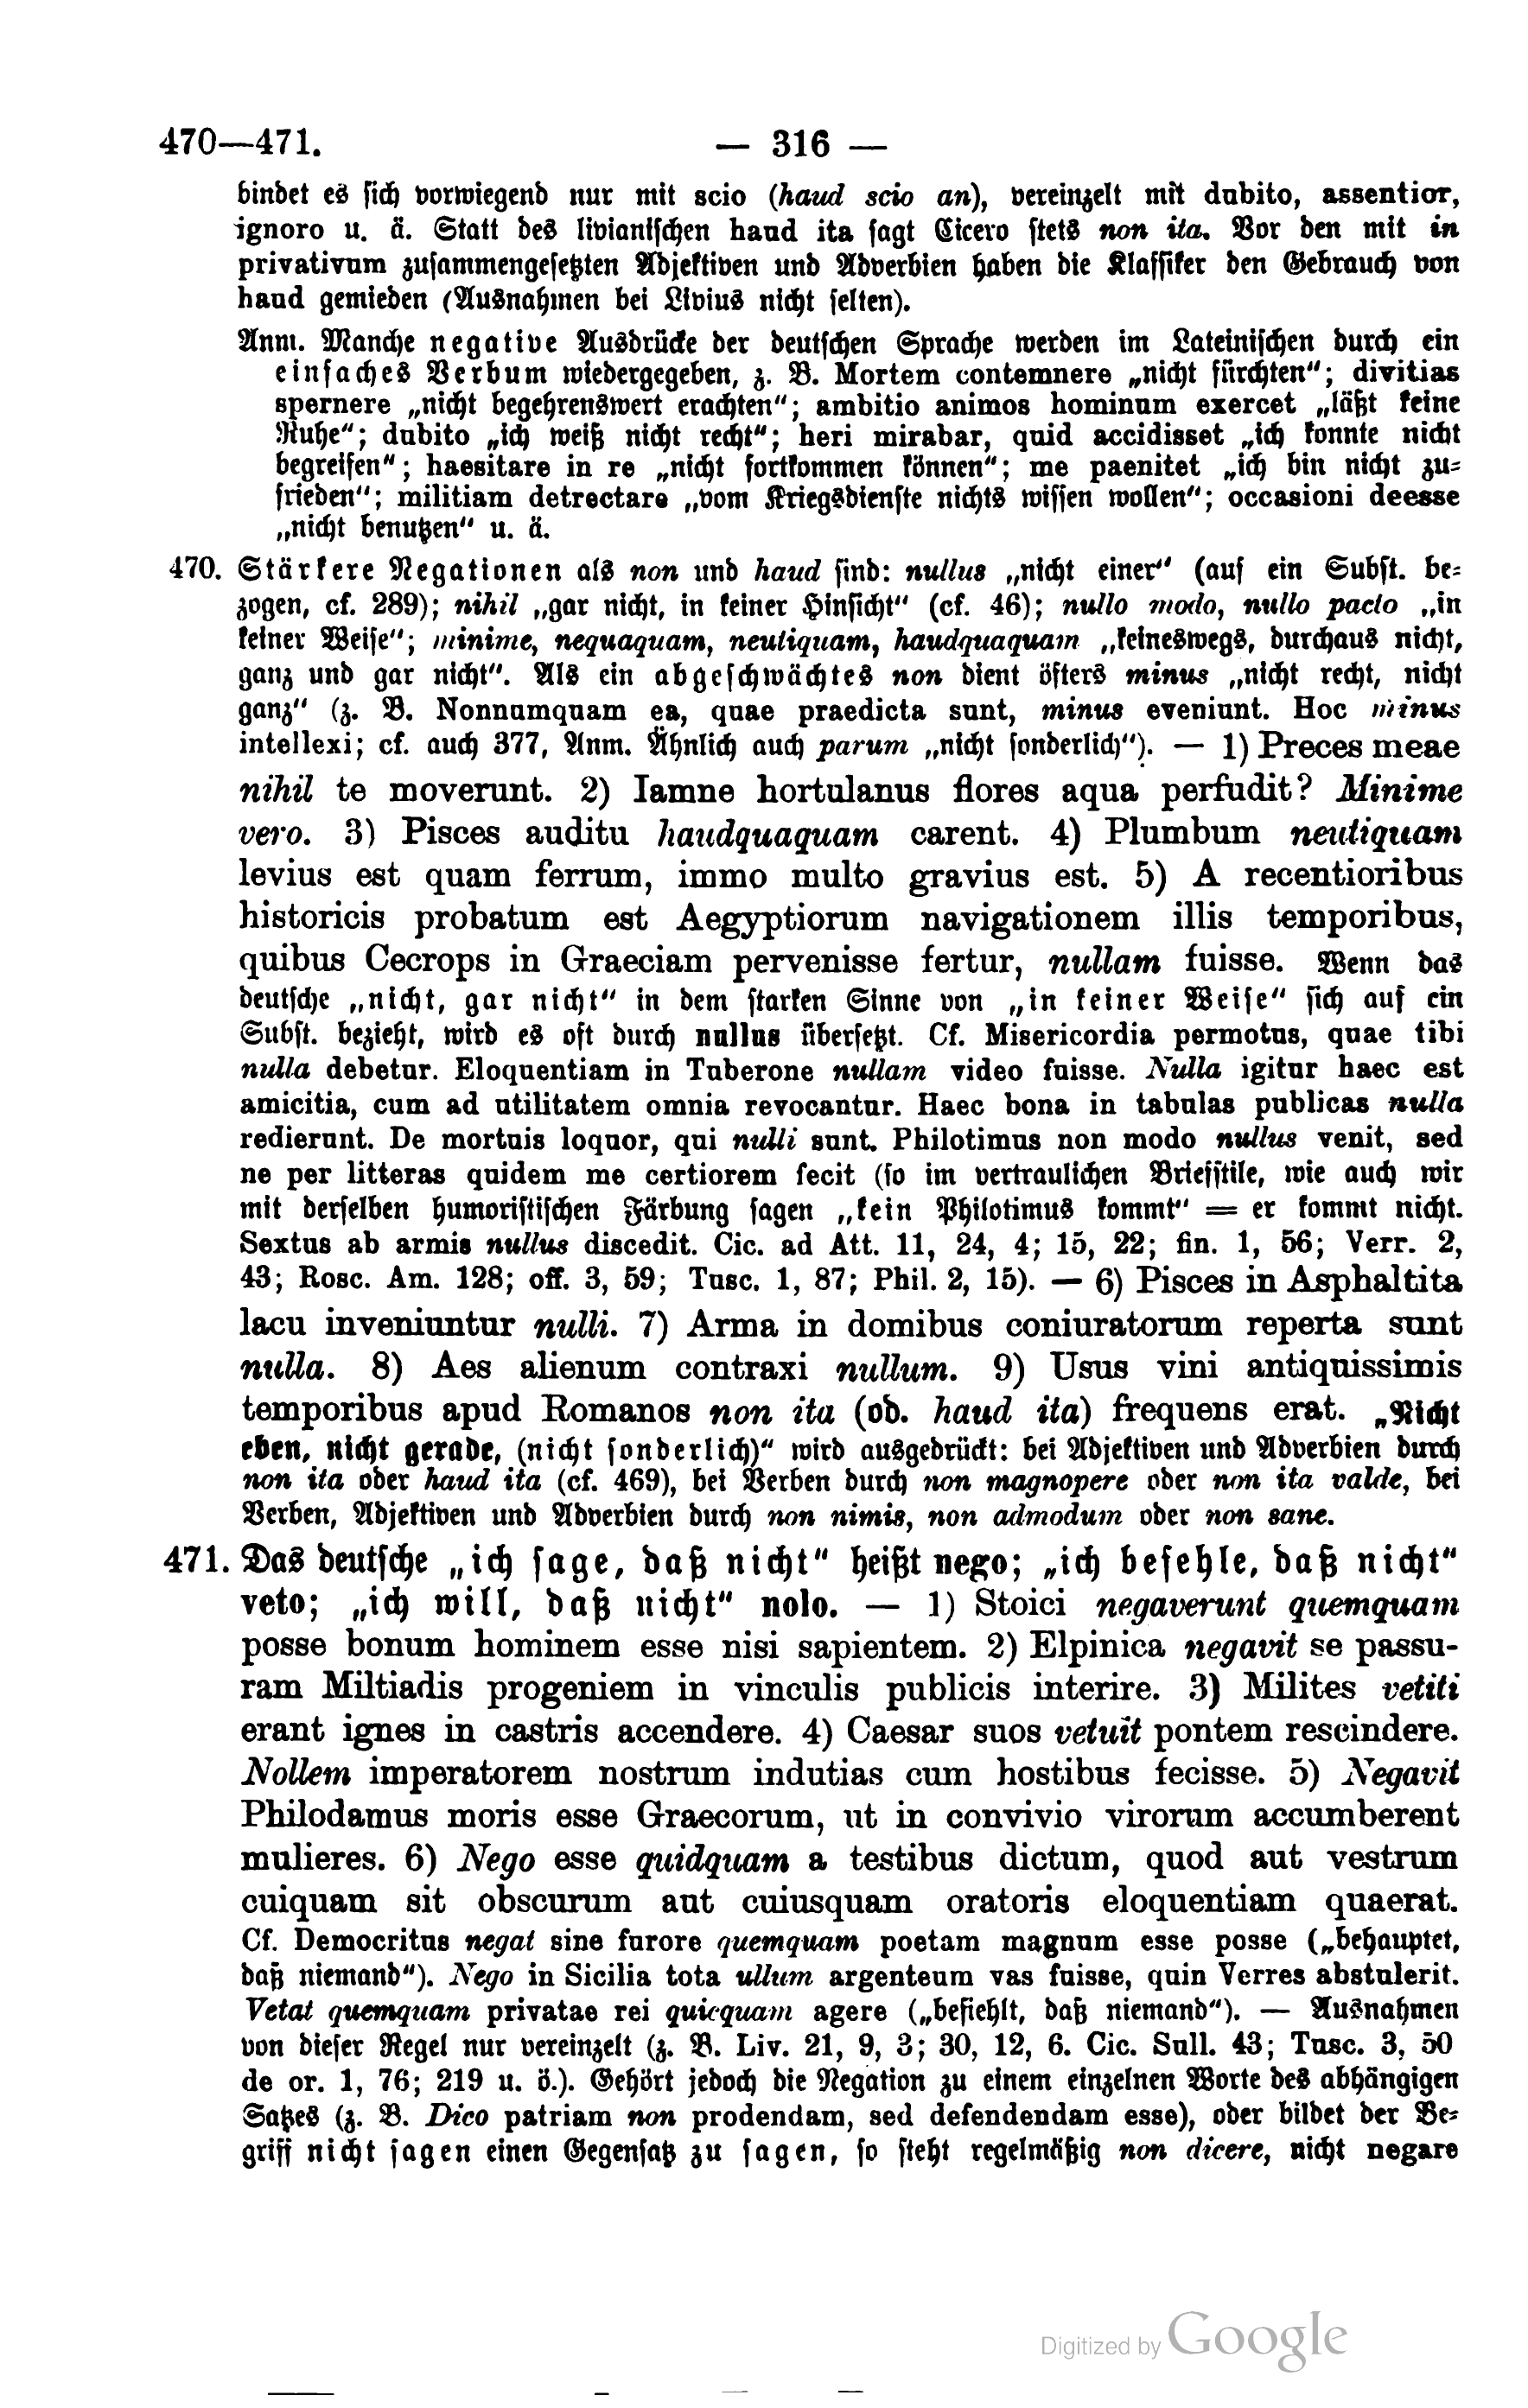 470—471.
— 316 —
bindet es sich vorwiegend nur mit scio (haud scio an), vereinzelt mit dubito, assentior,
ignoro u. ä. Statt des livianischen haud ita sagt Cicero stets non ita. Vor den mit in
privativum zusammengesetzten Adjektiven und Adverbien haben die Klassiker den Gebrauch von
haud gemieden (Ausnahmen bei Livius nicht selten).
Anm. Manche negative Ausdrücke der deutschen Sprache werden im Lateinischen durch ein
einfaches Verbum wiedergegeben, z. B. Mortem contemnere „nicht fürchten“; divitias
spernere „nicht begehrenswert erachten“; ambitio animos hominum exercet „läßt keine
Ruhe“; dubito „ich weiß nicht recht“; heri mirabar, quid accidisset „ich konnte nicht
begreifen“; haesitare in re „nicht fortkommen können“; me paenitet „ich bin nicht zu-
frieden“; militiam detrectare „vom Kriegsdienste nichts wissen wollen“; occasioni deesse
„nicht benutzen“ u. ä.
470. Stärkere Negationen als non und haud sind: nullus „nicht einer“ (auf ein Subst. be-
zogen, cf. 289); nihil „gar nicht, in keiner Hinsicht“ (cf. 46); nullo modo, nullo pacto „in
keiner Weise“; minime, nequaquam, neutiquam, haudquaquam „keineswegs, durchaus nicht,
ganz und gar nicht“. Als ein abgeschwächtes non dient öfters minus „nicht recht, nicht
ganz“ (z. B. Nonnumquam ea, quae praedicta sunt, minus eveniunt. Hoc minus
intellexi; cf. auch 377, Anm. Ähnlich auch parum „nicht sonderlich“). — 1) Preces meae
nihil te moverunt. 2) Iamne hortulanus flores aqua perfudit? Minime
vero. 3) Pisces auditu haudquaquam carent. 4) Plumbum neutiquam
levius est quam ferrum, immo multo gravius est. 5) A recentioribus
historicis probatum est Aegyptiorum navigationem illis temporibus,
quibus Cecrops in Graeciam pervenisse fertur, nullam fuisse. Wenn das
deutsche „nicht, gar nicht“ in dem starken Sinne von „in keiner Weise“ sich auf ein
Subst. bezieht, wird es oft durch nullus übersetzt. Cf. Misericordia permotus, quae tibi
nulla debetur. Eloquentiam in Tuberone nullam video fuisse. Nulla igitur haec est
amicitia, cum ad utilitatem omnia revocantur. Haec bona in tabulas publicas nulla
redierunt. De mortuis loquor, qui nulli sunt. Philotimus non modo nullus venit, sed
ne per litteras quidem me certiorem fecit (so im vertraulichen Briefstile, wie auch wir
mit derselben humoristischen Färbung sagen „kein Philotimus kommt“ = er kommt nicht.
Sextus ab armis nullus discedit. Cic. ad Att. 11, 24, 4; 15, 22; fin. 1, 56; Verr. 2,
43; Rosc. Am. 128; off. 3, 59; Tusc. 1, 87; Phil. 2, 15). — 6) Pisces in Asphaltita
lacu inveniuntur nulli. 7) Arma in domibus coniuratorum reperta sunt
nulla. 8) Aes alienum contraxi nullum. 9) Usus vini antiquissimis
temporibus apud Romanos non ita (ob. haud ita) frequens erat. „Nicht
eben, nicht gerade, (nicht sonderlich)“ wird ausgedrückt: bei Adjektiven und Adverbien durch
non ita oder haud ita (cf. 469), bei Verben durch non magnopere oder non ita valde, bei
Verben, Adjektiven und Adverbien durch non nimis, non admodum oder non sane.
471. Das deutsche „ich sage, daß nicht“ heißt nego; „ich befehle, daß nicht“
veto; „ich will, daß nicht“ nolo. — 1) Stoici negaverunt quemquam
posse bonum hominem esse nisi sapientem. 2) Elpinica negavit se passu-
ram Miltiadis progeniem in vinculis publicis interire. 3) Milites vetiti
erant ignes in castris accendere. 4) Caesar suos vetuit pontem rescindere.
Nollem imperatorem nostrum indutias cum hostibus fecisse. 5) Negavit
Philodamus moris esse Graecorum, ut in convivio virorum accumberent
mulieres. 6) Nego esse quidquam a testibus dictum, quod aut vestrum
cuiquam sit obscurum aut cuiusquam oratoris eloquentiam quaerat.
Cf. Democritus negat sine furore quemquam poetam magnum esse posse („behauptet,
daß niemand“). Nego in Sicilia tota ullum argenteum vas fuisse, quin Verres abstulerit.
Vetat quemquam privatae rei quicquam agere („befiehlt, daß niemand“). — Ausnahmen
von dieser Regel nur vereinzelt (z. B. Liv. 21, 9, 3; 30, 12, 6. Cic. Sull. 43; Tusc. 3, 50
de or. 1, 76; 219 u. ö.). Gehört jedoch die Negation zu einem einzelnen Worte des abhängigen
Satzes (z. B. Dico patriam non prodendam, sed defendendam esse), oder bildet der Be-
griff nicht sagen einen Gegensatz zu sagen, so steht regelmäßig non dicere, nicht negare
Digitized by Google